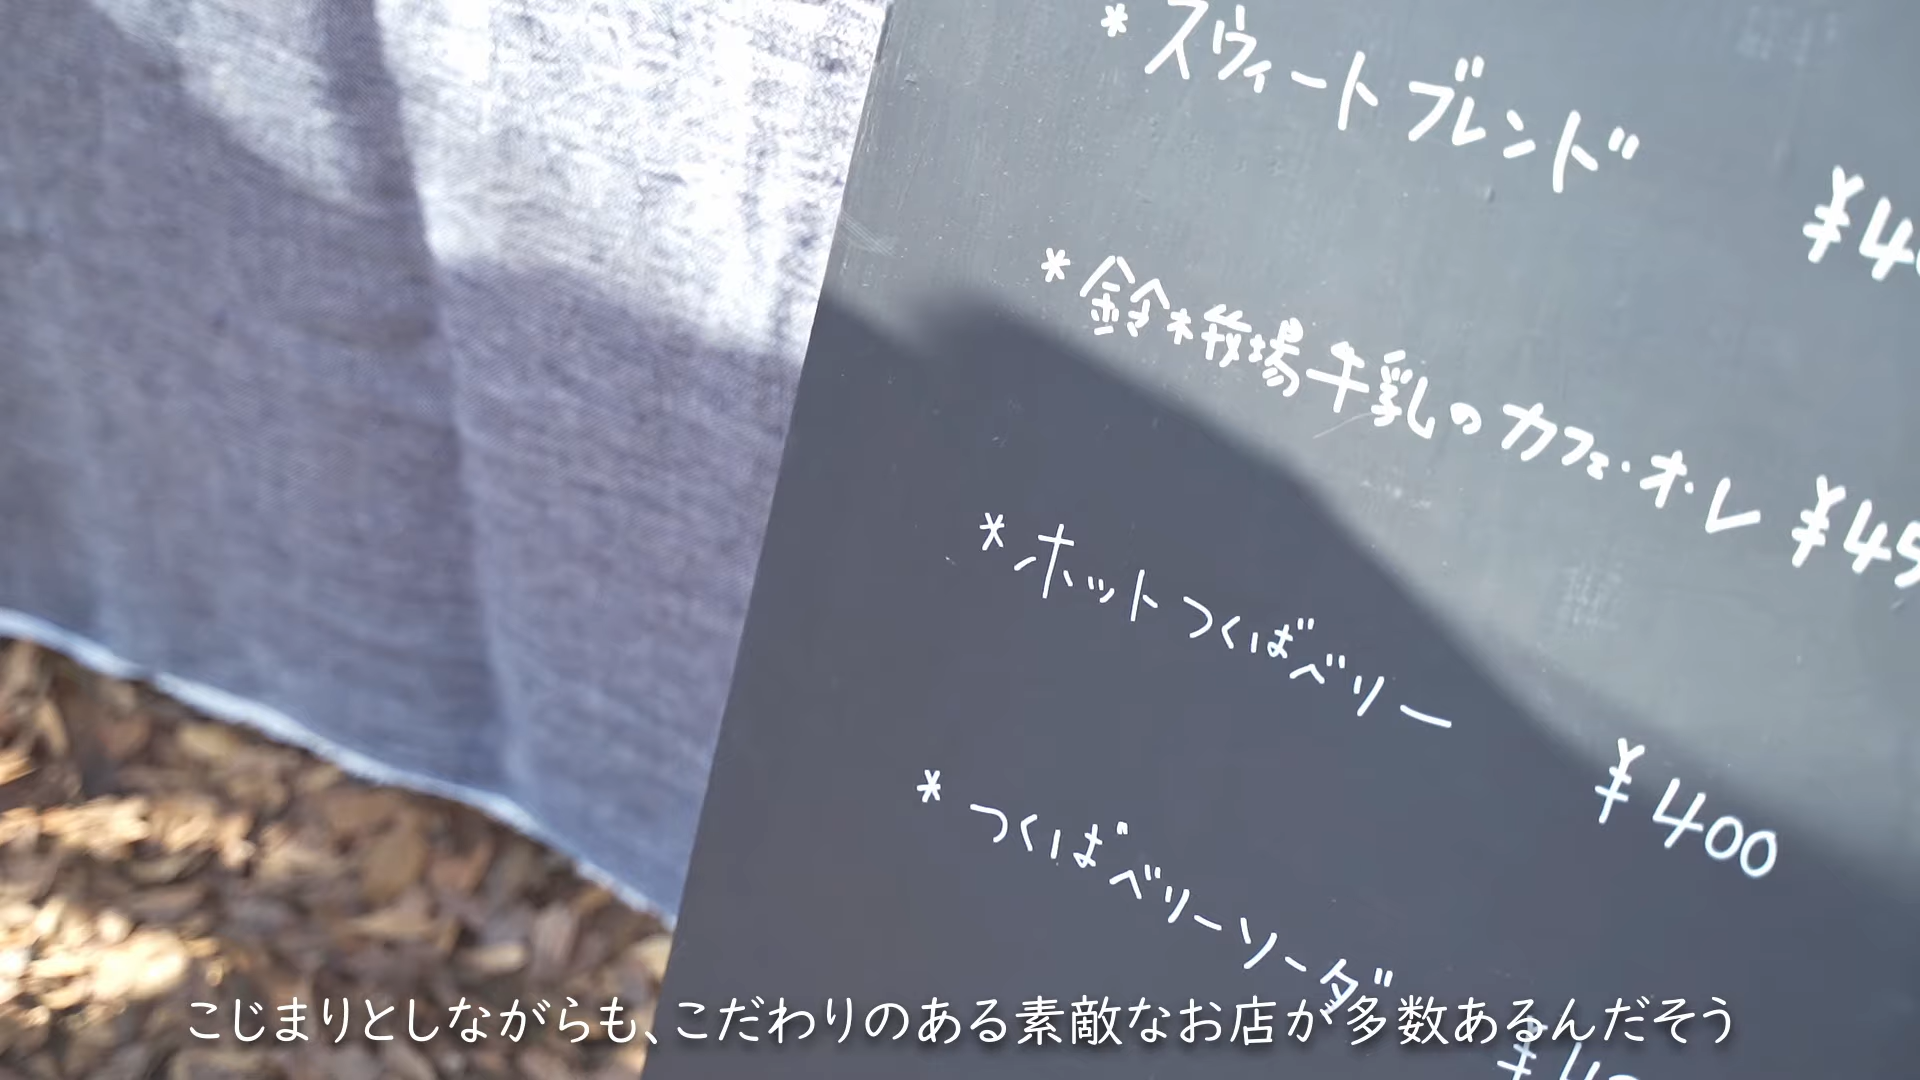 * スウィートブレンド ¥4
* 鈴木牧場牛乳のカフェ・オ・レ ¥45
* ホットつくばベリー ¥400
* つくばベリーソーダ
こじまりとしながらも、こだわりのある素敵なお店が多数あるんだそう